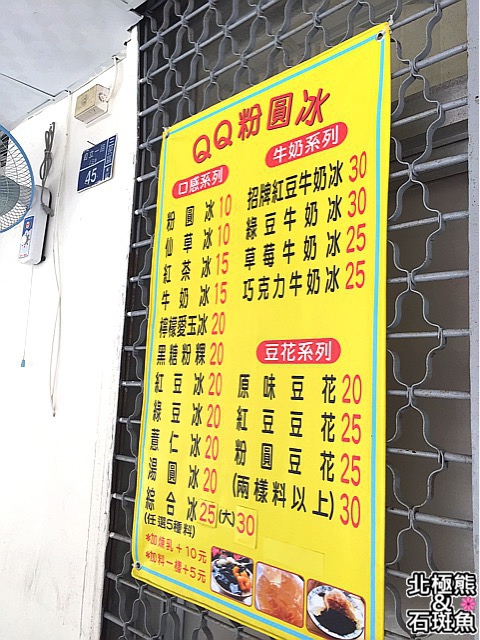 QQ粉圓冰
口感系列
粉圓冰10
仙草冰10
紅茶冰15
牛奶冰15
檸檬愛玉冰20
黑糖粉粿20
紅豆冰20
綠豆冰20
薏仁冰20
湯圓冰20
綜合冰25(大)30
(任選5種料)
*加煉乳+10元
*加料一樣+5元
牛奶系列
招牌紅豆牛奶冰30
綠豆牛奶冰30
草莓牛奶冰25
巧克力牛奶冰25
豆花系列
原味豆花20
紅豆豆花25
粉圓豆花25
(兩樣料以上)30
45
北極熊
&
石斑魚